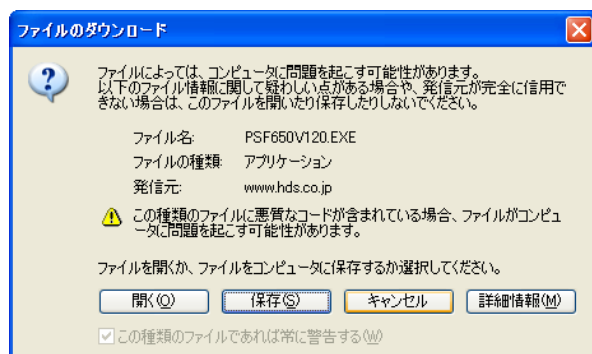 ファイルのダウンロード
ファイルによっては、コンピュータに問題を起こす可能性があります。
以下のファイル情報に関して疑わしい点がある場合や、発信元が完全に信用で
きない場合は、このファイルを開いたり保存したりしないでください。
ファイル名: PSF650V120.EXE
ファイルの種類: アプリケーション
発信元: www.hds.co.jp
この種類のファイルに悪質なコードが含まれている場合、ファイルがコンピュ
ータに問題を起こす可能性があります。
ファイルを開くか、ファイルをコンピュータに保存するか選択してください。
開く(O) 保存(S) キャンセル 詳細情報(M)
この種類のファイルであれば常に警告する(W)